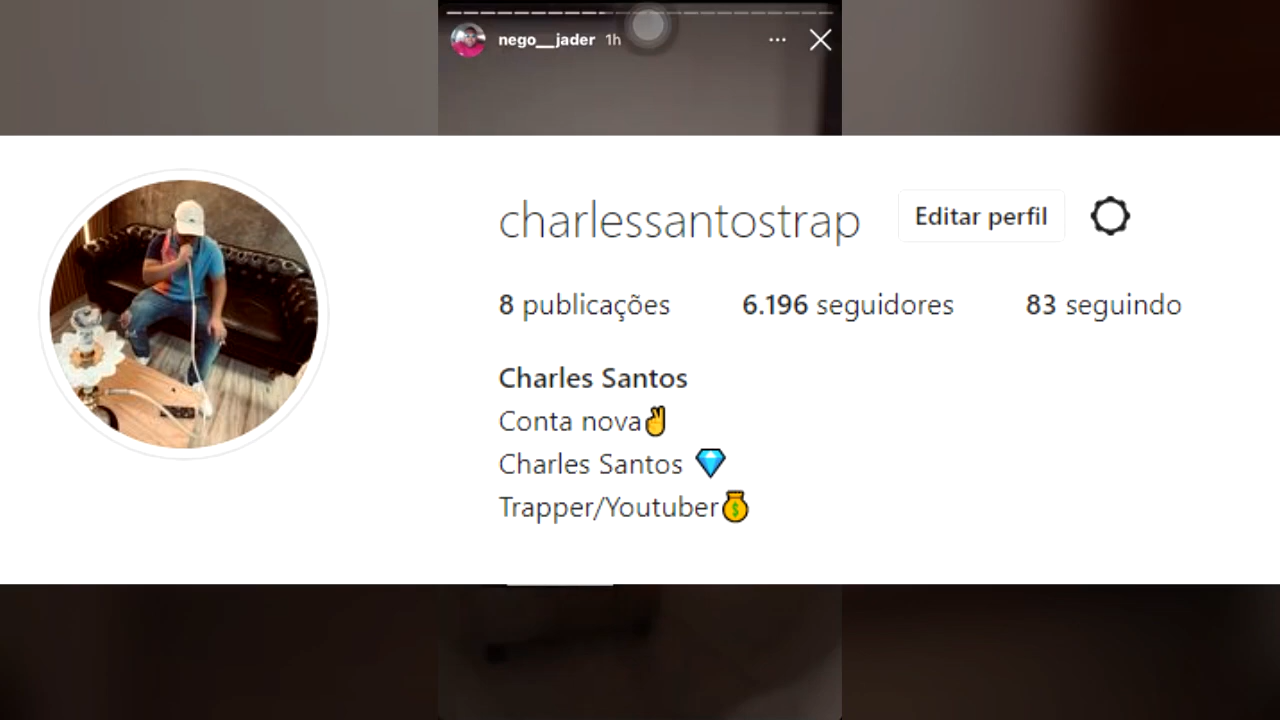 nego__jader 1h
charlessantostrap Editar perfil
8 publicações 6.196 seguidores 83 seguindo
Charles Santos
Conta nova✌️
Charles Santos 💎
Trapper/Youtuber💰